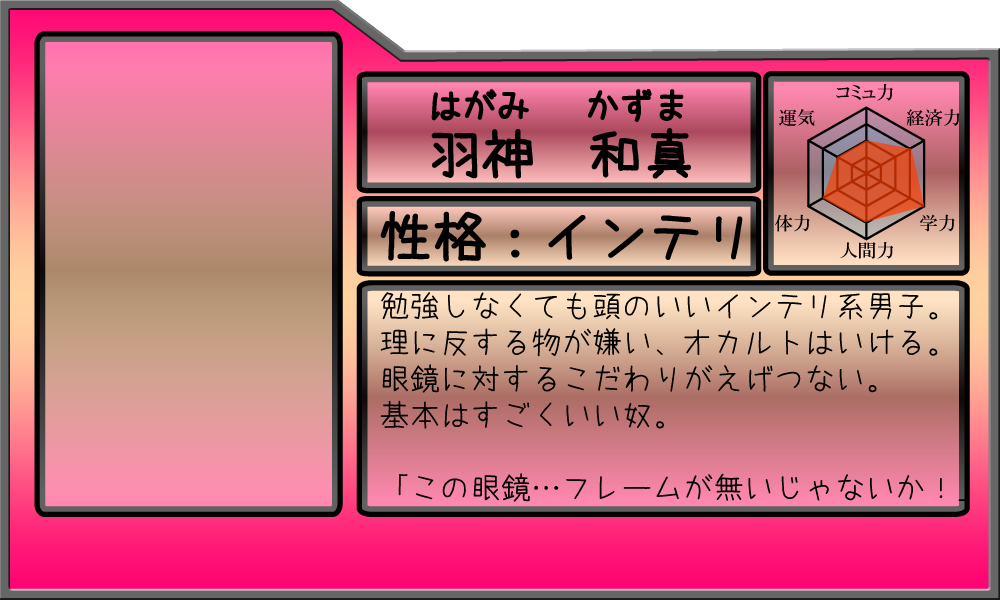 はがみ　かずま
羽神　和真
性格：インテリ
コミュ力
運気
経済力
体力
学力
人間力
勉強しなくても頭のいいインテリ系男子。
理に反する物が嫌い、オカルトはいける。
眼鏡に対するこだわりがえげつない。
基本はすごくいい奴。
「この眼鏡…フレームが無いじゃないか！」